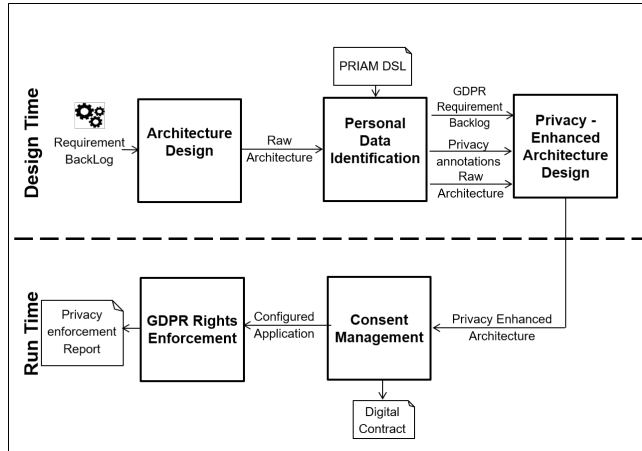 Design Time
Requirement
BackLog
Architecture
Design
Raw
Architecture
PRIAM DSL
Personal
Data
Identification
GDPR
Requirement
Backlog
Privacy
annotations
Raw
Architecture
Privacy -
Enhanced
Architecture
Design
Run Time
Privacy
enforcement
Report
GDPR Rights
Enforcement
Configured
Application
Consent
Management
Privacy Enhanced
Architecture
Digital
Contract